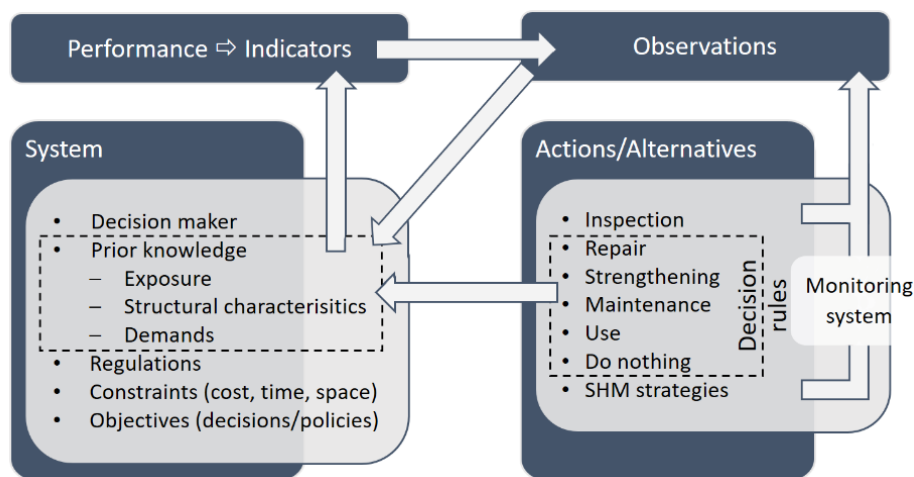 Performance ⇨ Indicators
Observations
System
• Decision maker
• Prior knowledge
– Exposure
– Structural characterisitics
– Demands
• Regulations
• Constraints (cost, time, space)
• Objectives (decisions/policies)
Actions/Alternatives
• Inspection
• Repair
• Strengthening
• Maintenance
• Use
• Do nothing
• SHM strategies
Decision
rules
Monitoring
system